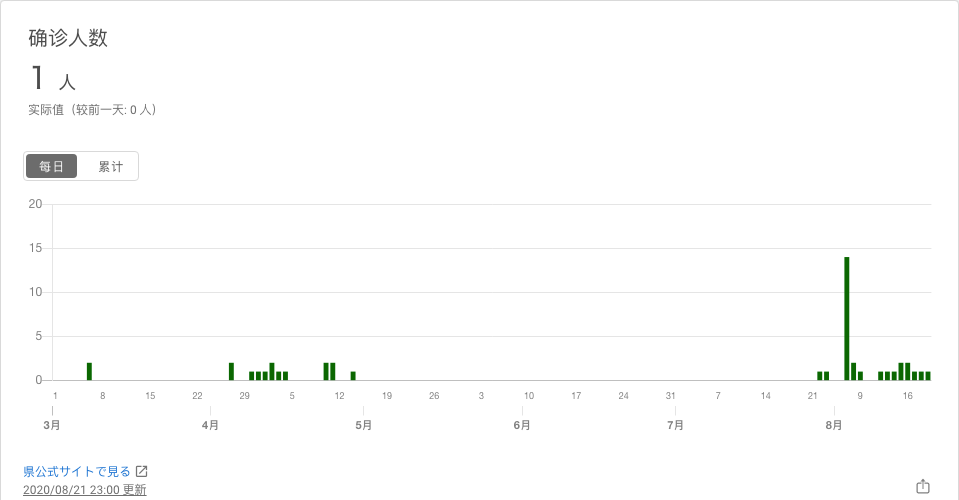 确诊人数
1 人
实际值（较前一天: 0 人）
每日 累计
20
15
10
5
0
1 8 15 22 29 5 12 19 26 3 10 17 24 31 7 14 21 9 16
3月 4月 5月 6月 7月 8月
県公式サイトで見る
2020/08/21 23:00 更新